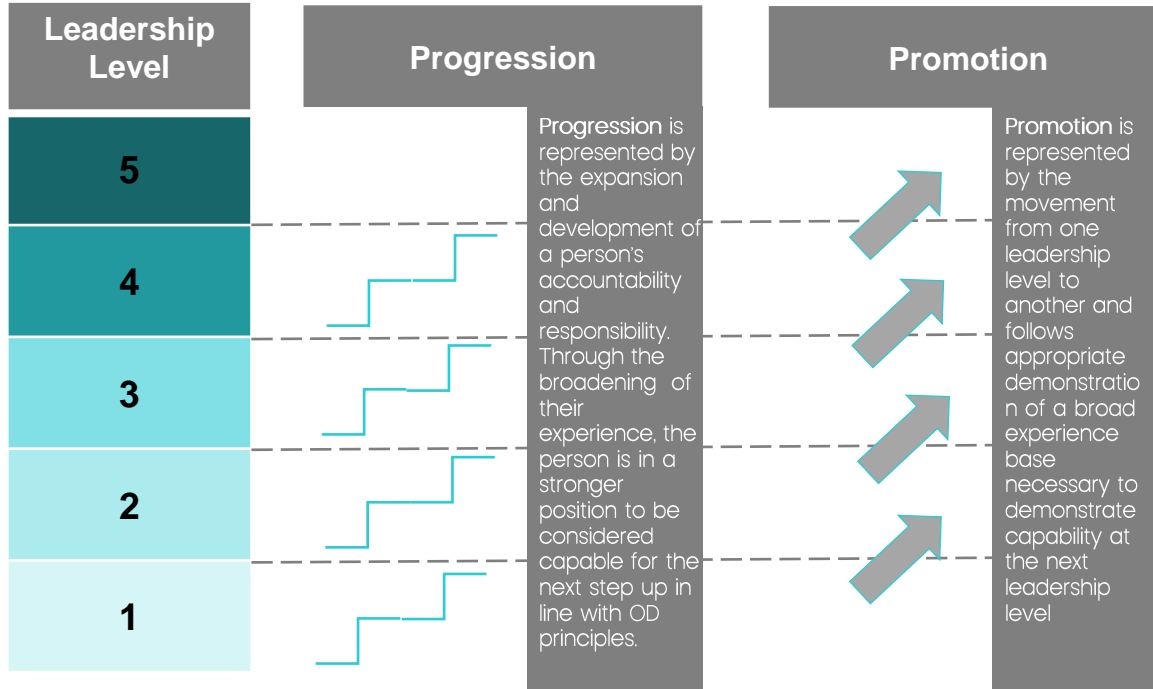 Leadership
Level
Progression
Promotion
5
4
3
2
1
Progression is
represented by
the expansion
and
development of
a person's
accountability
and
responsibility.
Through the
broadening of
their
experience, the
person is in a
stronger
position to be
considered
capable for the
next step up in
line with OD
principles.
Promotion is
represented
by the
movement
from one
leadership
level to
another and
follows
appropriate
demonstratio
n of a broad
experience
base
necessary to
demonstrate
capability at
the next
leadership
level